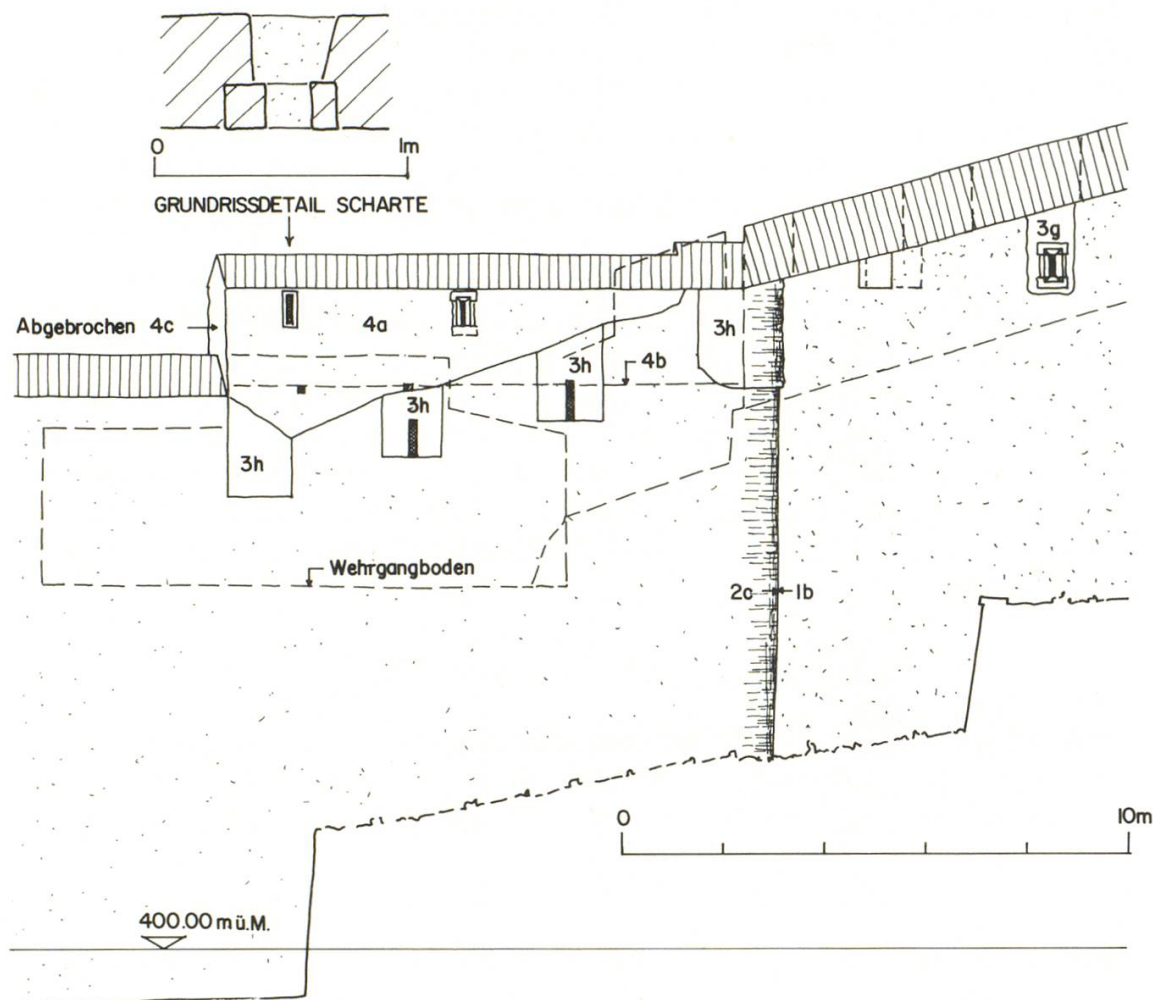 0 1m
GRUNDRISSDETAIL SCHARTE
3g
Abgebrochen 4c
4a
3h
3h
4b
3h
3h
Wehrgangboden
2c 1b
0 10m
400.00 m ü.M.